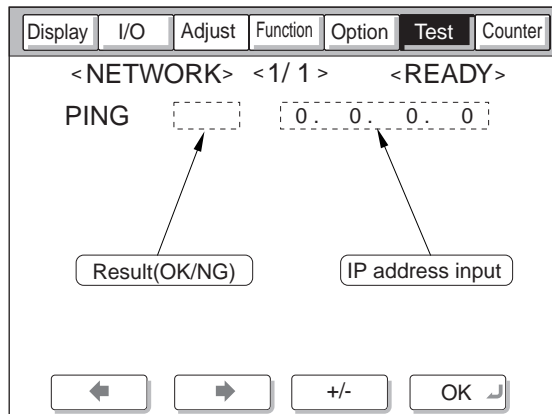 Display I/O Adjust Function Option Test Counter
<NETWORK> <1/ 1 > <READY>
PING 0. 0. 0. 0
Result(OK/NG) IP address input
+/- OK